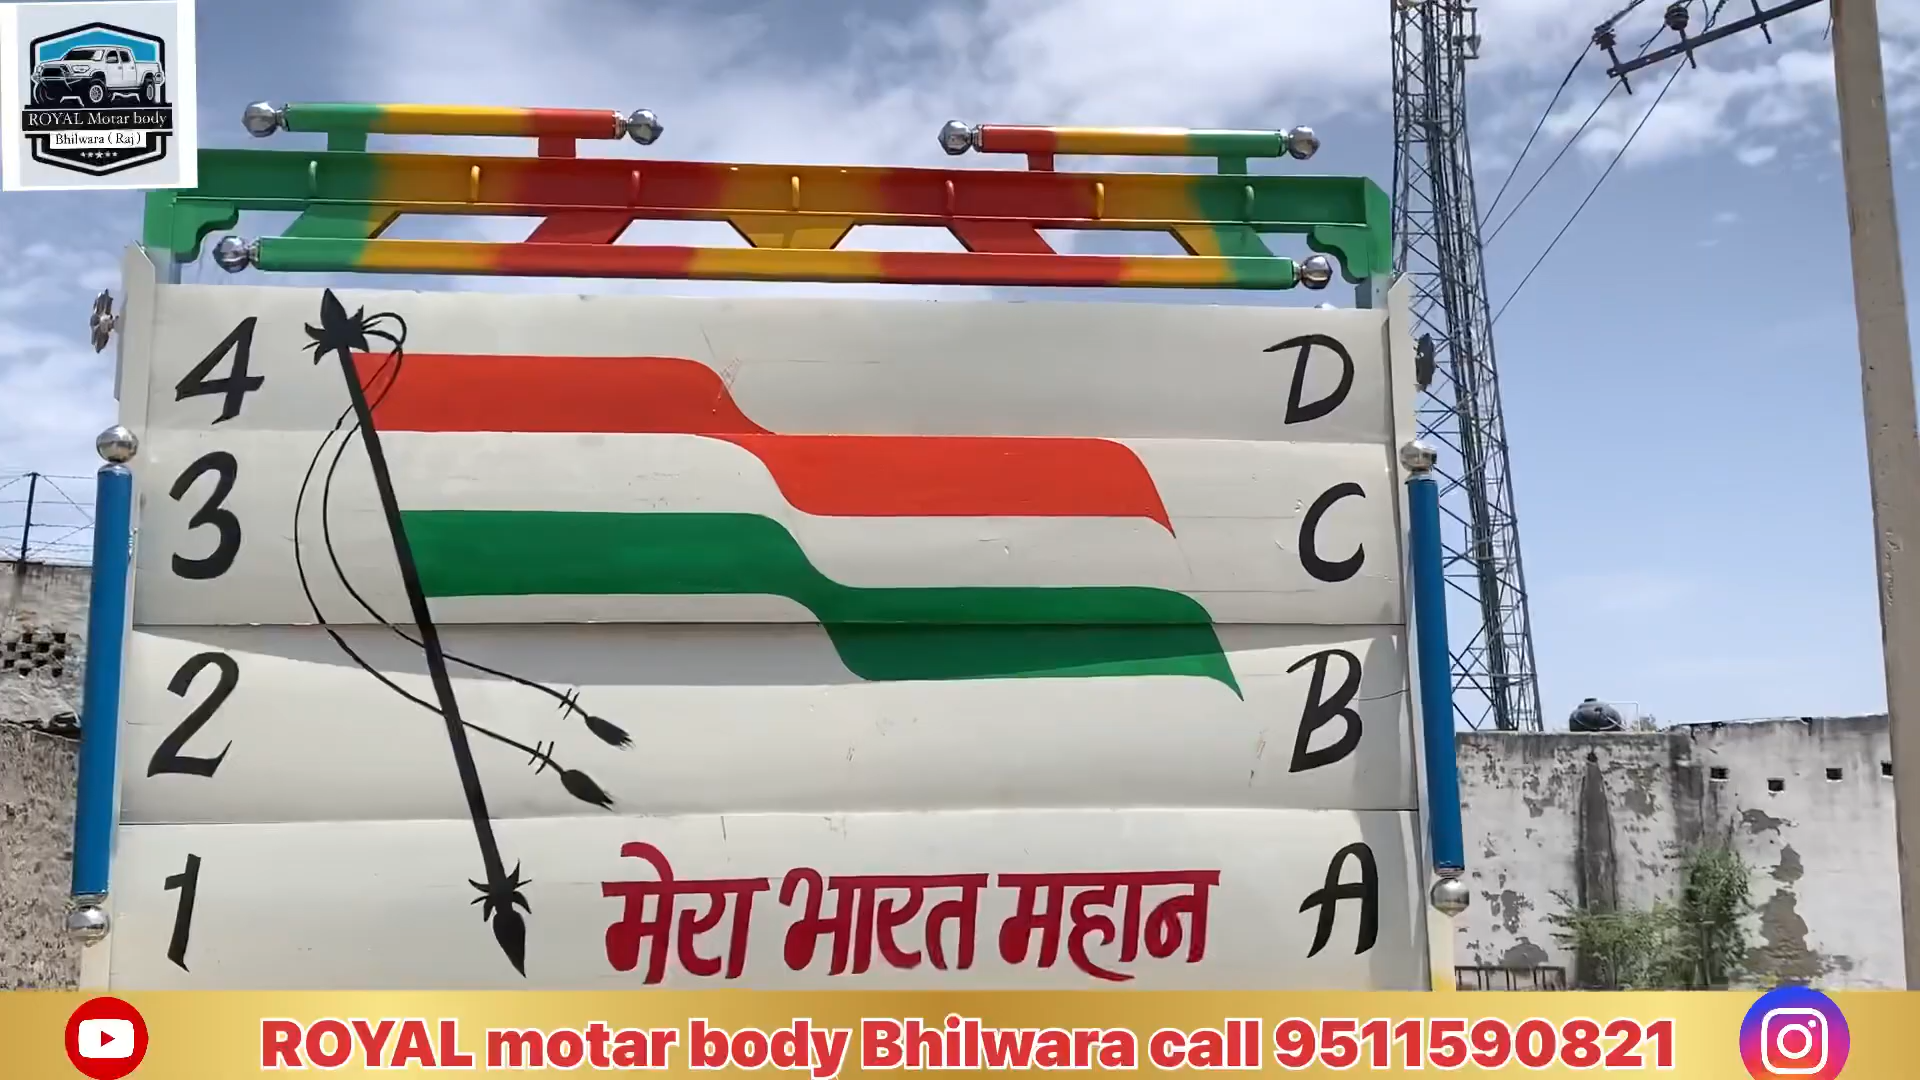 ROYAL Motar body
Bhilwara ( Raj )
4 D
3 C
2 B
1 मेरा भारत महान A
ROYAL motar body Bhilwara call 9511590821